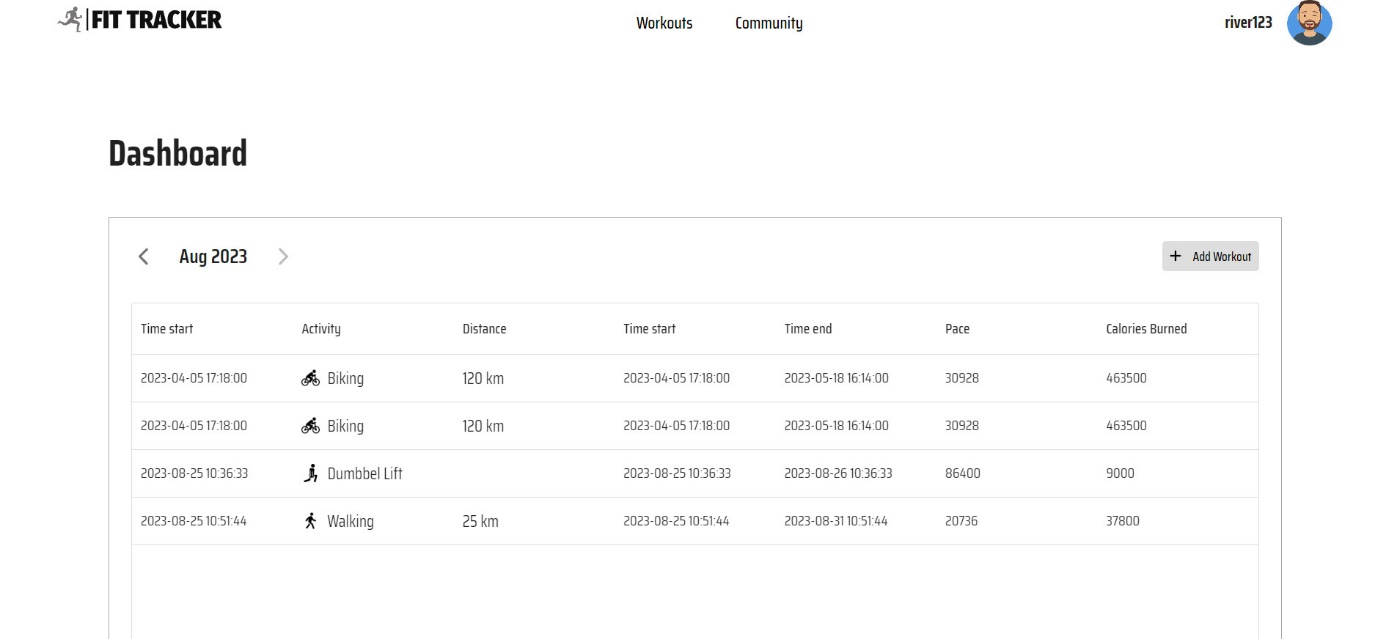 FIT TRACKER Workouts Community river123
Dashboard
Aug 2023 + Add Workout
Time start Activity Distance Time start Time end Pace Calories Burned
2023-04-05 17:18:00 Biking 120 km 2023-04-05 17:18:00 2023-05-18 16:14:00 30928 463500
2023-04-05 17:18:00 Biking 120 km 2023-04-05 17:18:00 2023-05-18 16:14:00 30928 463500
2023-08-25 10:36:33 Dumbbel Lift 2023-08-25 10:36:33 2023-08-26 10:36:33 86400 9000
2023-08-25 10:51:44 Walking 25 km 2023-08-25 10:51:44 2023-08-31 10:51:44 20736 37800